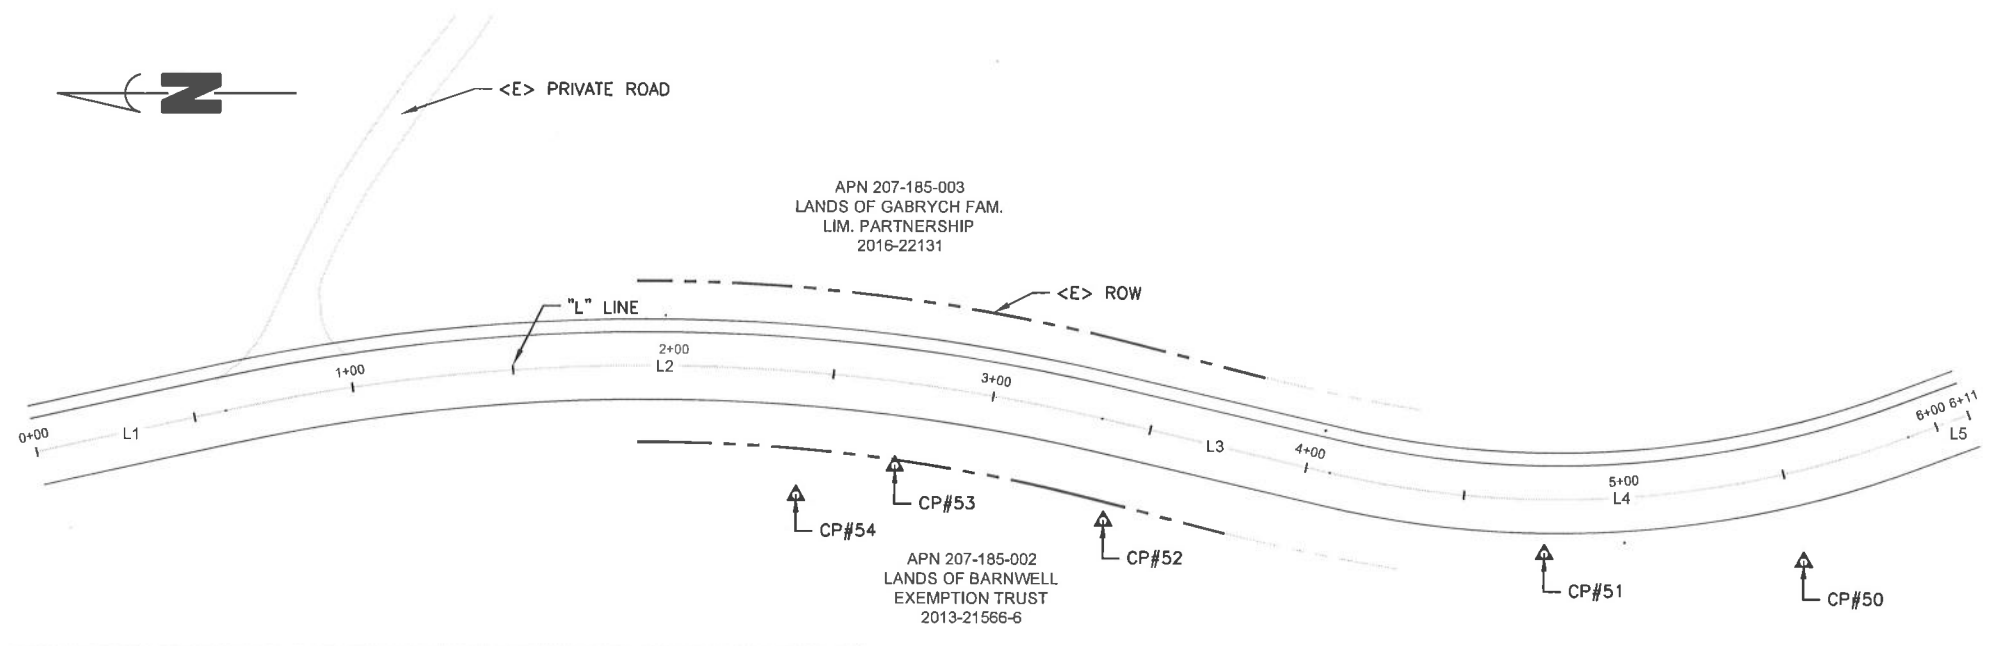 N
<E> PRIVATE ROAD
APN 207-185-003
LANDS OF GABRYCH FAM.
LIM. PARTNERSHIP
2016-22131
<E> ROW
"L" LINE
0+00
L1
1+00
2+00
L2
3+00
L3
4+00
5+00
L4
6+00
6+11
L5
CP#54
CP#53
CP#52
CP#51
CP#50
APN 207-185-002
LANDS OF BARNWELL
EXEMPTION TRUST
2013-21566-6